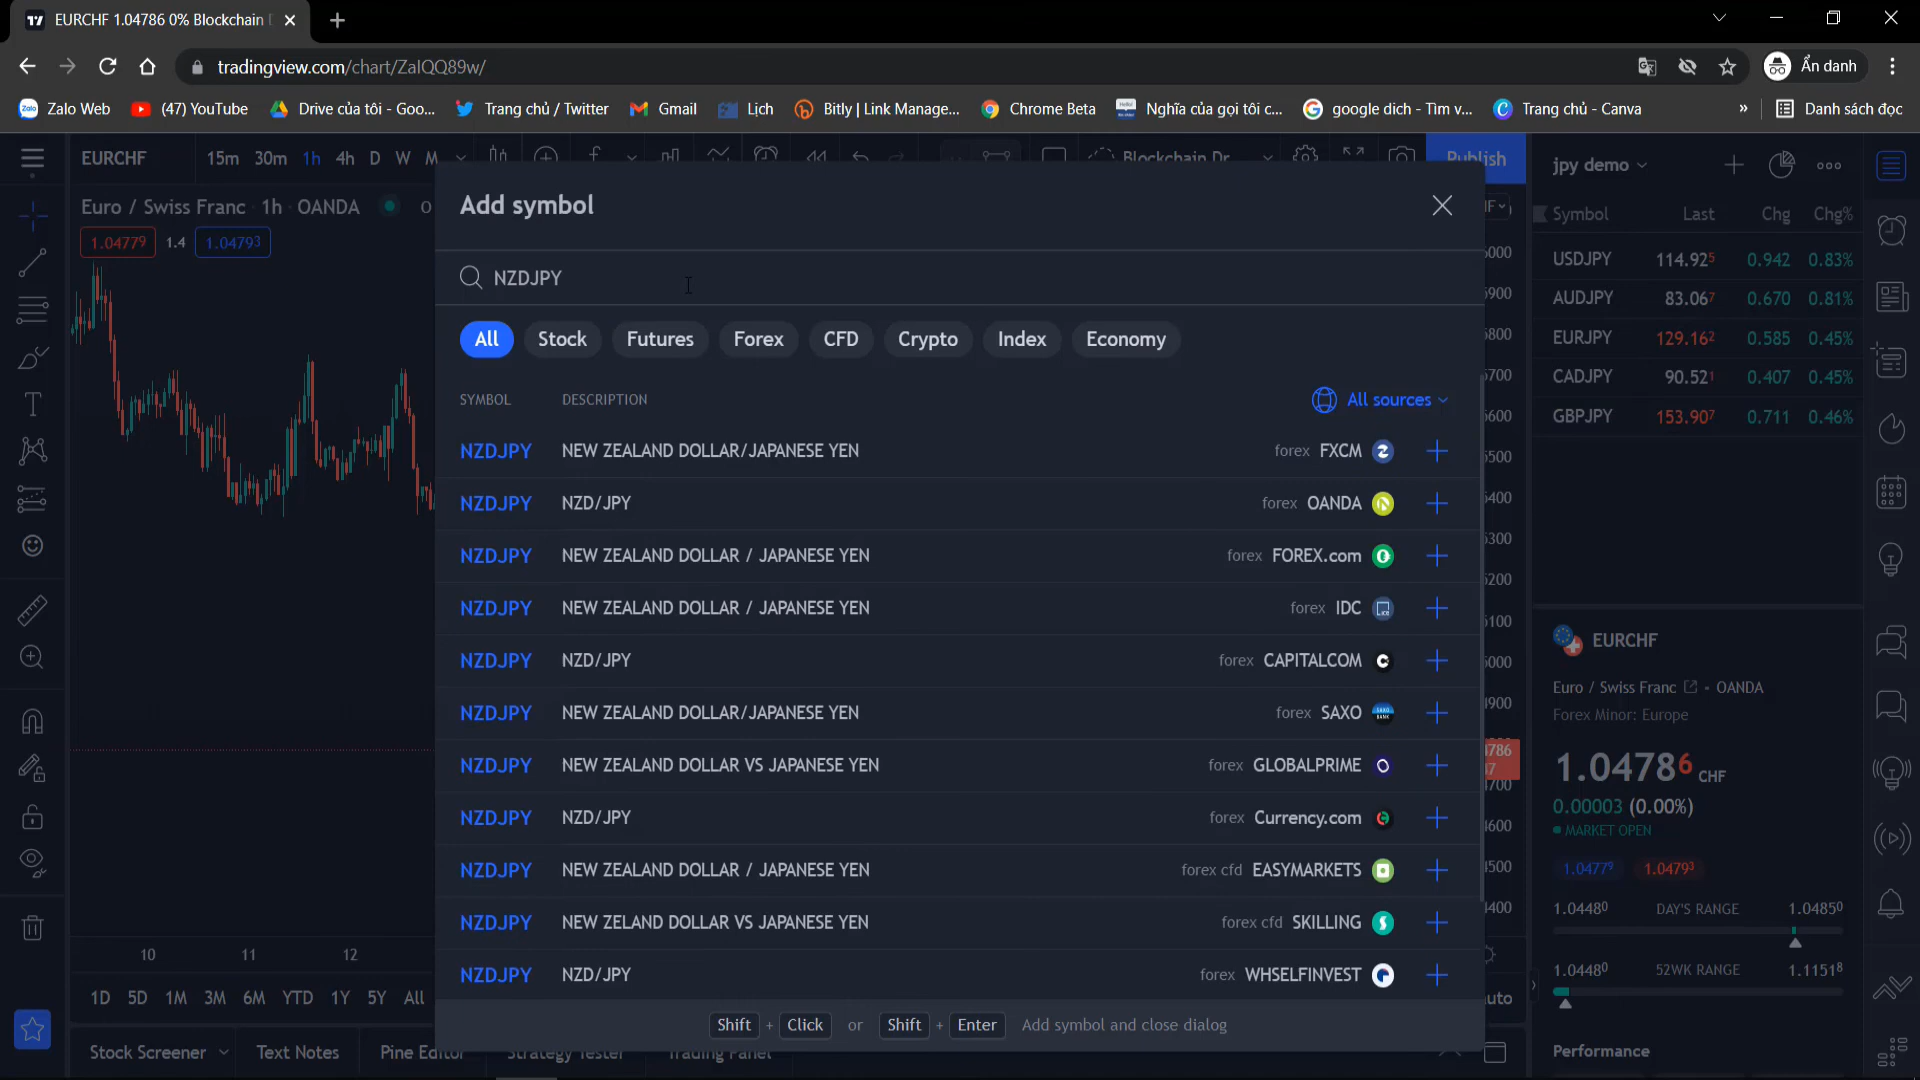 EURCHF 1.04786 0% Blockchain
tradingview.com/chart/ZaIQQ89w/
Ẩn danh
Zalo Web
(47) YouTube
Drive của tôi - Goo...
Trang chủ / Twitter
Gmail
Lịch
Bitly | Link Manage...
Chrome Beta
Nghĩa của gọi tôi c...
google dich - Tìm v...
Trang chủ - Canva
»
Danh sách đọc
EURCHF
15m 30m 1h 4h D W M
Blockchain Dr
Publish
jpy demo
Euro / Swiss Franc 1h OANDA
1.04779 1.4 1.04793
Add symbol
NZDJPY
All Stock Futures Forex CFD Crypto Index Economy
SYMBOL DESCRIPTION All sources
NZDJPY NEW ZEALAND DOLLAR/JAPANESE YEN forex FXCM
NZDJPY NZD/JPY forex OANDA
NZDJPY NEW ZEALAND DOLLAR / JAPANESE YEN forex FOREX.com
NZDJPY NEW ZEALAND DOLLAR / JAPANESE YEN forex IDC
NZDJPY NZD/JPY forex CAPITALCOM
NZDJPY NEW ZEALAND DOLLAR/JAPANESE YEN forex SAXO
NZDJPY NEW ZEALAND DOLLAR VS JAPANESE YEN forex GLOBALPRIME
NZDJPY NZD/JPY forex Currency.com
NZDJPY NEW ZEALAND DOLLAR / JAPANESE YEN forex cfd EASYMARKETS
NZDJPY NEW ZELAND DOLLAR VS JAPANESE YEN forex cfd SKILLING
NZDJPY NZD/JPY forex WHSELFINVEST
Shift + Click or Shift + Enter Add symbol and close dialog
10 11 12
1D 5D 1M 3M 6M YTD 1Y 5Y All
Stock Screener Text Notes Pine Editor Strategy Tester Trading Panel
Symbol Last Chg Chg%
USDJPY 114.925 0.942 0.83%
AUDJPY 83.067 0.670 0.81%
EURJPY 129.162 0.585 0.45%
CADJPY 90.521 0.407 0.45%
GBPJPY 153.907 0.711 0.46%
EURCHF
Euro / Swiss Franc • OANDA
Forex Minor: Europe
1.04786 CHF
0.00003 (0.00%)
MARKET OPEN
1.04779 1.04793
1.04480 DAY'S RANGE 1.04850
1.04480 52WK RANGE 1.11518
Performance